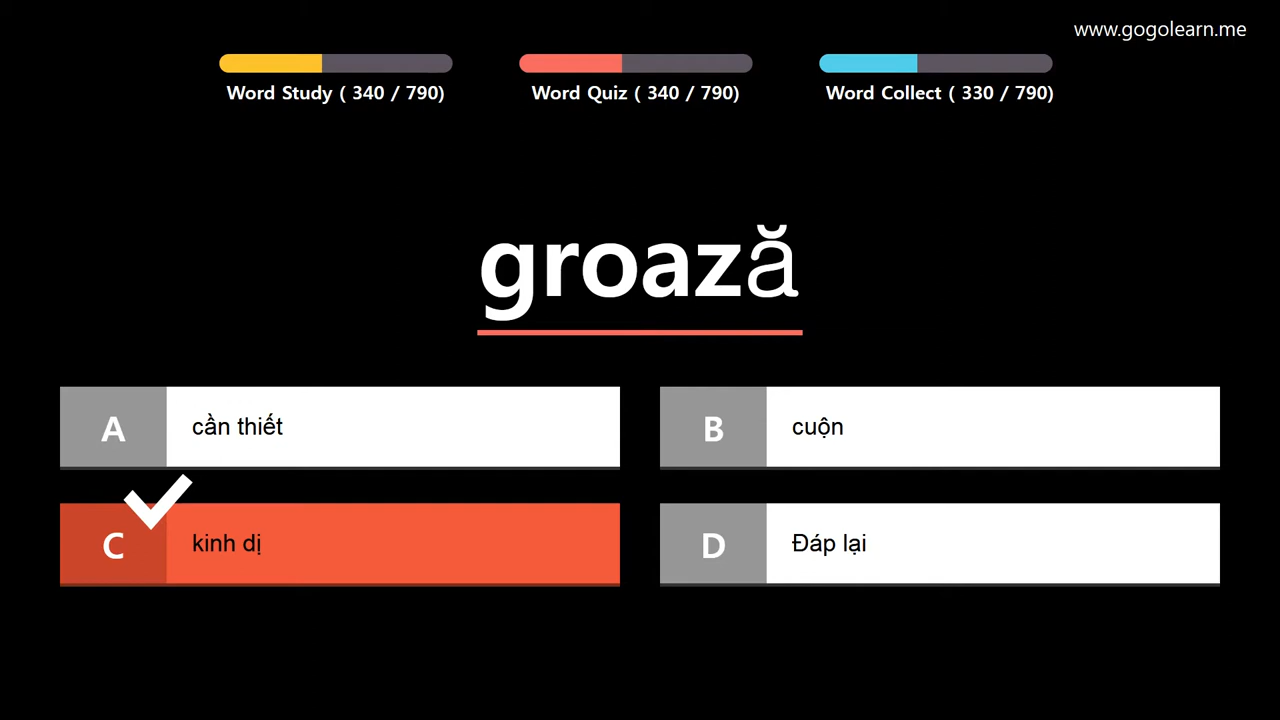 www.gogolearn.me
Word Study ( 340 / 790)
Word Quiz ( 340 / 790)
Word Collect ( 330 / 790)
groază
A
cần thiết
B
cuộn
C
kinh dị
D
Đáp lại